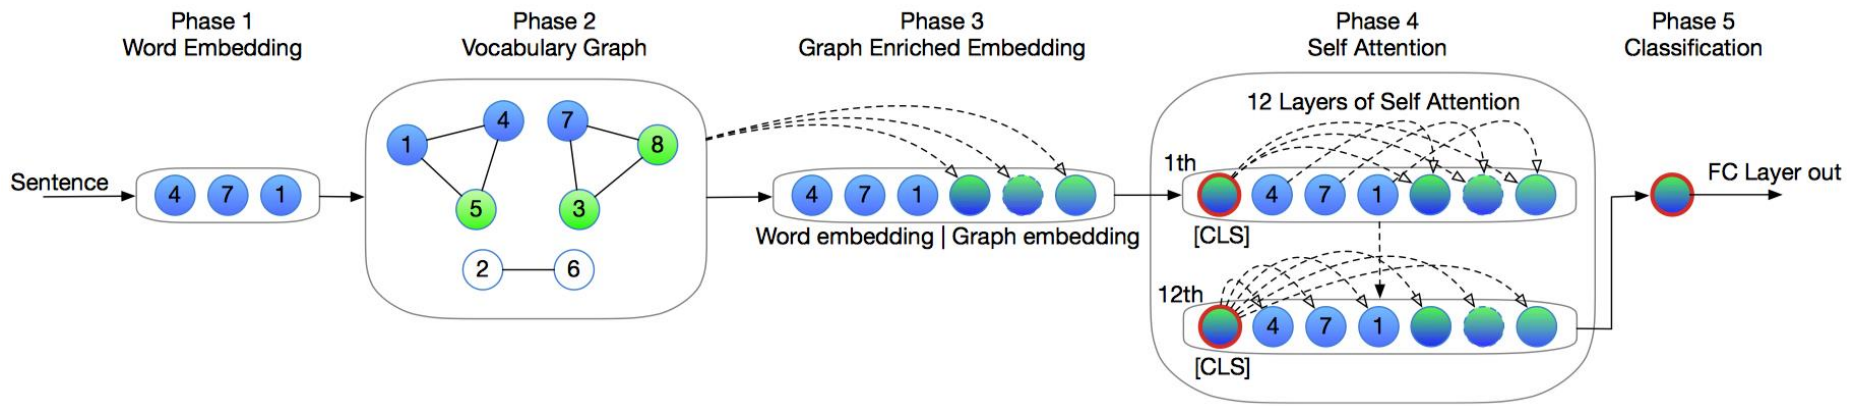 Phase 1
Word Embedding
Phase 2
Vocabulary Graph
Phase 3
Graph Enriched Embedding
Phase 4
Self Attention
Phase 5
Classification
Sentence
4 7 1
1 4 7 8
5 3
2 6
4 7 1
Word embedding | Graph embedding
12 Layers of Self Attention
1th
4 7 1
[CLS]
12th
4 7 1
[CLS]
FC Layer out